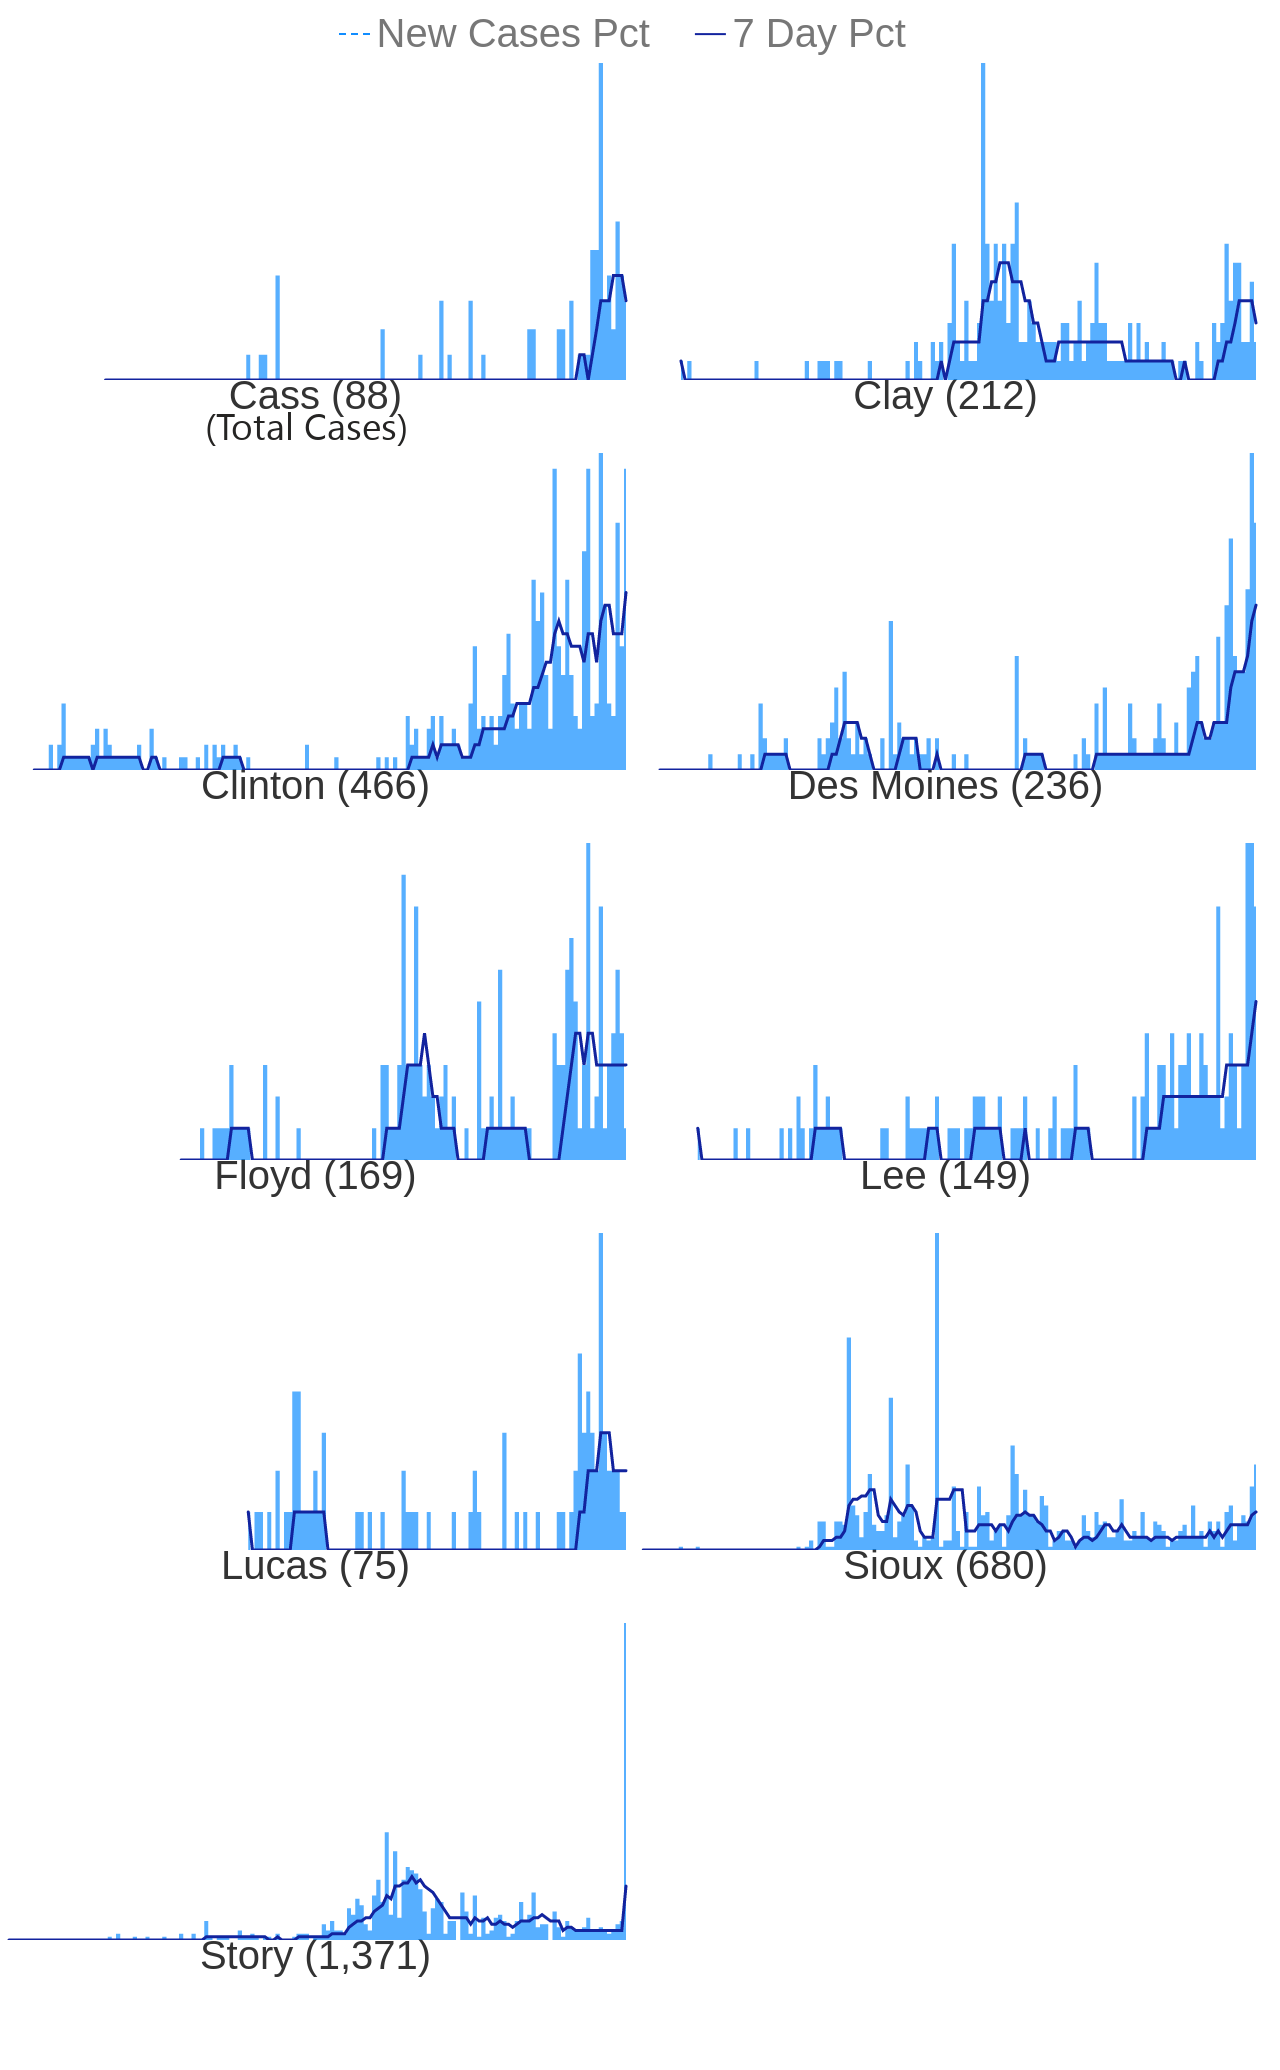 New Cases Pct 7 Day Pct
Cass (88) Clay (212)
(Total Cases)
Clinton (466) Des Moines (236)
Floyd (169) Lee (149)
Lucas (75) Sioux (680)
Story (1,371)